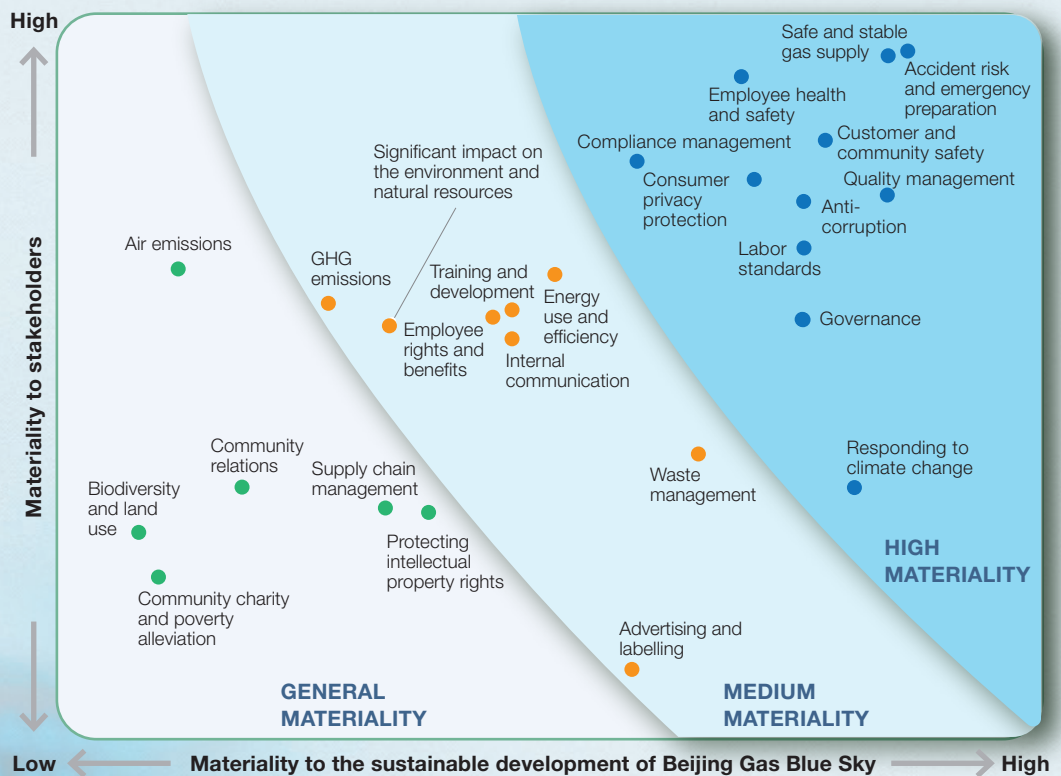 High
Safe and stable
gas supply
Accident risk
and emergency
preparation
Employee health
and safety
Customer and
community safety
Compliance management
Significant impact on
the environment and
natural resources
Consumer
privacy
protection
Quality management
Anti-
corruption
Labor
standards
Governance
Air emissions
GHG
emissions
Training and
development
Energy
use and
efficiency
Employee
rights and
benefits
Internal
communication
Materiality to stakeholders
Community
relations
Supply chain
management
Biodiversity
and land
use
Protecting
intellectual
property rights
Community charity
and poverty
alleviation
Waste
management
Responding to
climate change
HIGH
MATERIALITY
Advertising and
labelling
GENERAL
MATERIALITY
MEDIUM
MATERIALITY
Low
Materiality to the sustainable development of Beijing Gas Blue Sky
High